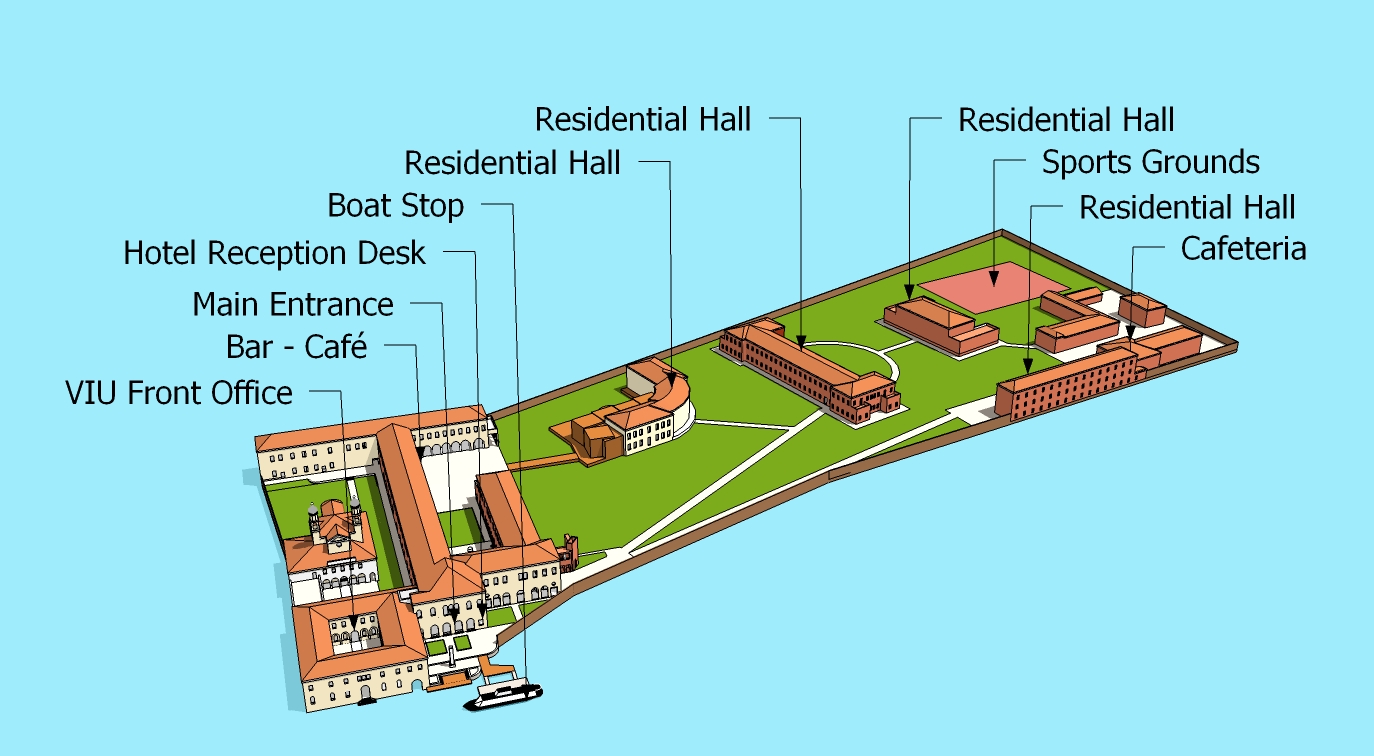 Residential Hall
Residential Hall
Residential Hall
Sports Grounds
Boat Stop
Residential Hall
Hotel Reception Desk
Cafeteria
Main Entrance
Bar - Café
VIU Front Office